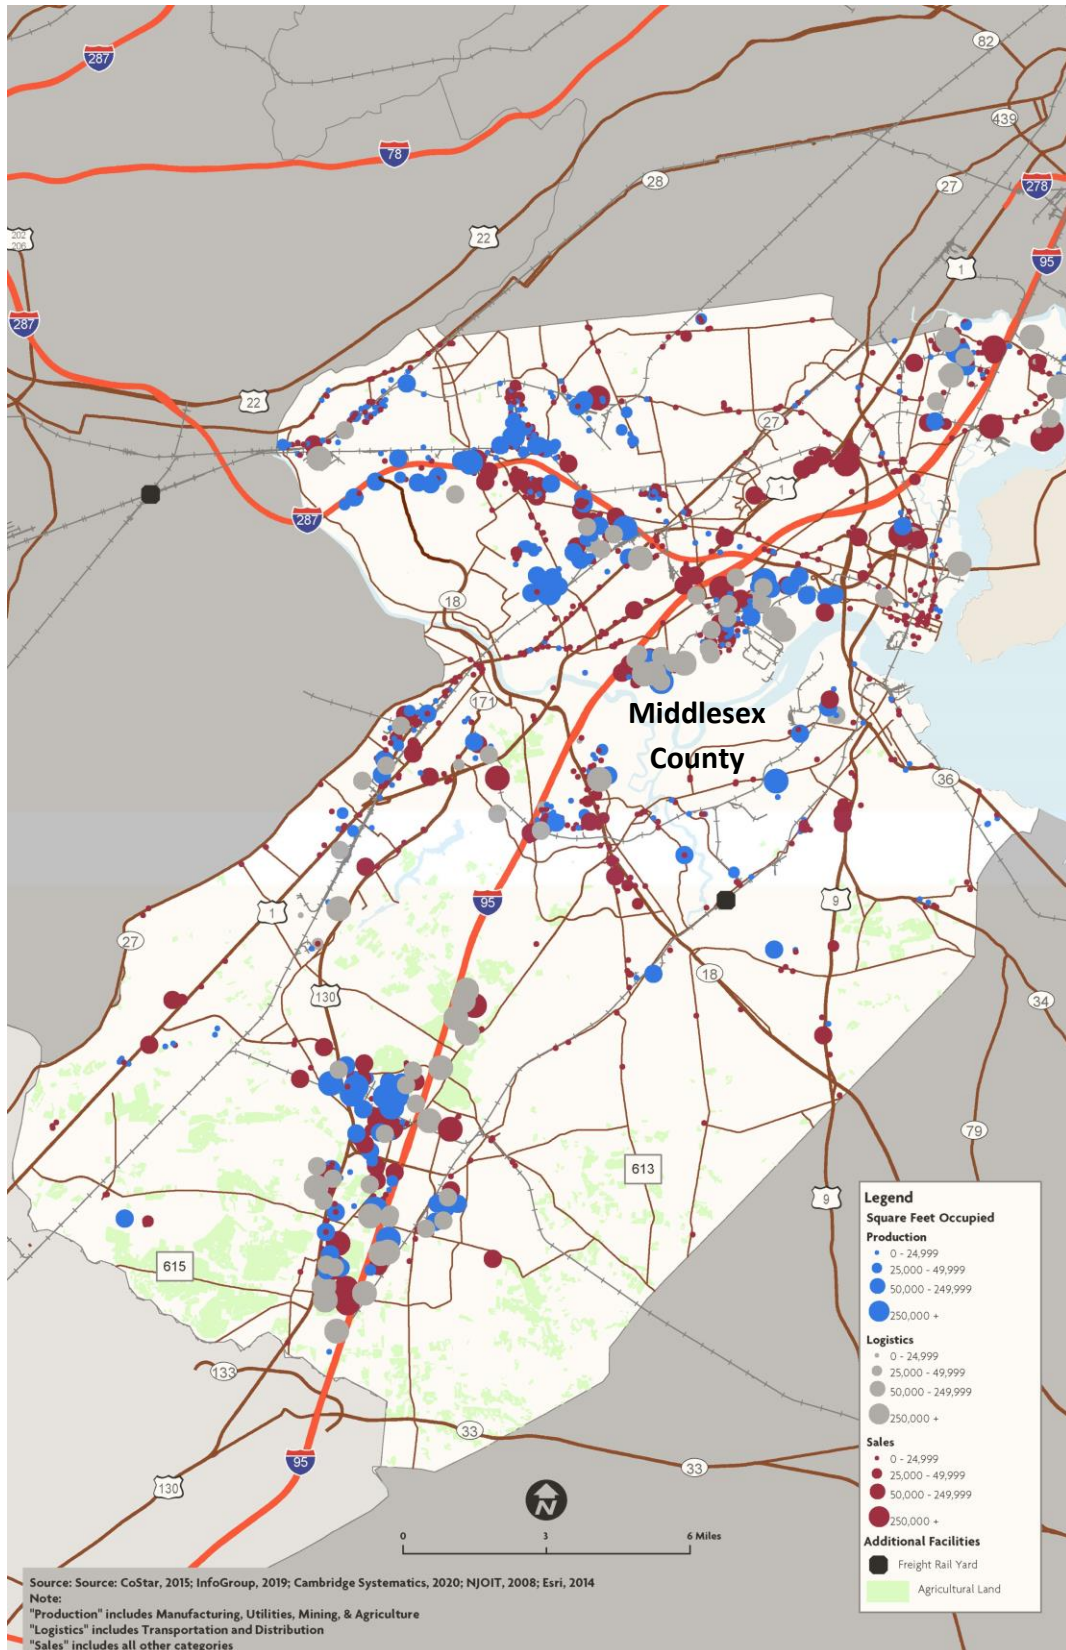 287
82
439
78
28
27
278
22
1
95
202
206
287
22
27
1
287
18
171
Middlesex
County
36
95
9
1
27
18
130
34
79
613
9
615
133
33
33
95
130
N
0 3 6 Miles
Legend
Square Feet Occupied
Production
0 - 24,999
25,000 - 49,999
50,000 - 249,999
250,000 +
Logistics
0 - 24,999
25,000 - 49,999
50,000 - 249,999
250,000 +
Sales
0 - 24,999
25,000 - 49,999
50,000 - 249,999
250,000 +
Additional Facilities
Freight Rail Yard
Agricultural Land
Source: Source: CoStar, 2015; InfoGroup, 2019; Cambridge Systematics, 2020; NJOIT, 2008; Esri, 2014
Note:
"Production" includes Manufacturing, Utilities, Mining, & Agriculture
"Logistics" includes Transportation and Distribution
"Sales" includes all other categories